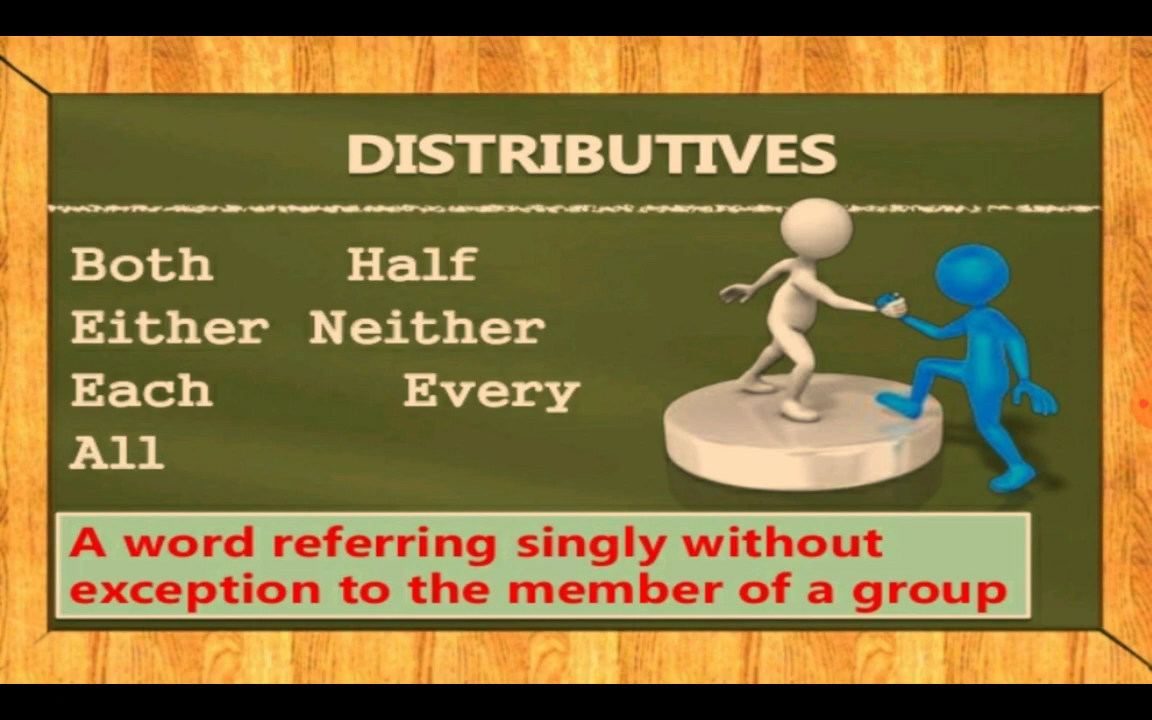 DISTRIBUTIVES
Both Half
Either Neither
Each Every
All
A word referring singly without
exception to the member of a group